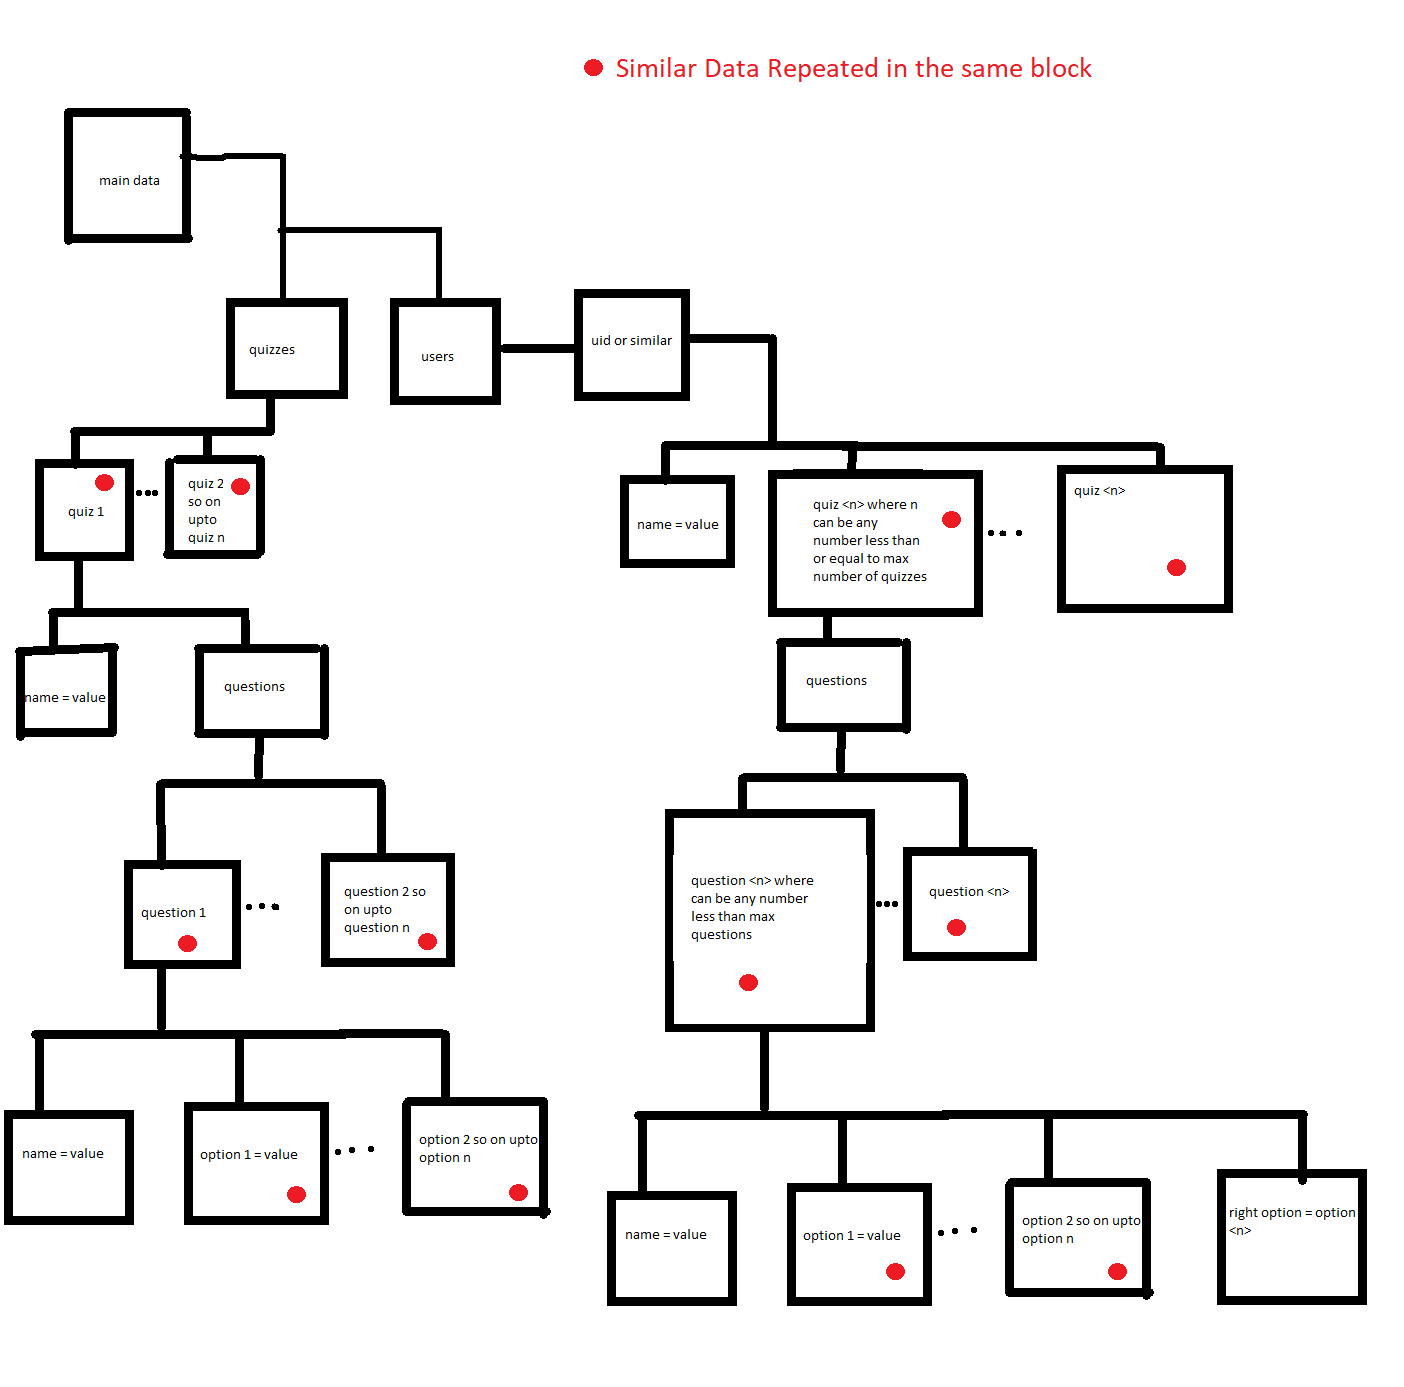 Similar Data Repeated in the same block
main data
quizzes
users
uid or similar
quiz 1
quiz 2
so on
upto
quiz n
name = value
quiz <n> where n
can be any
number less than
or equal to max
number of quizzes
quiz <n>
name = value
questions
questions
question 1
question 2 so
on upto
question n
question <n> where
can be any number
less than max
questions
question <n>
name = value
option 1 = value
option 2 so on upto
option n
name = value
option 1 = value
option 2 so on upto
option n
right option = option
<n>